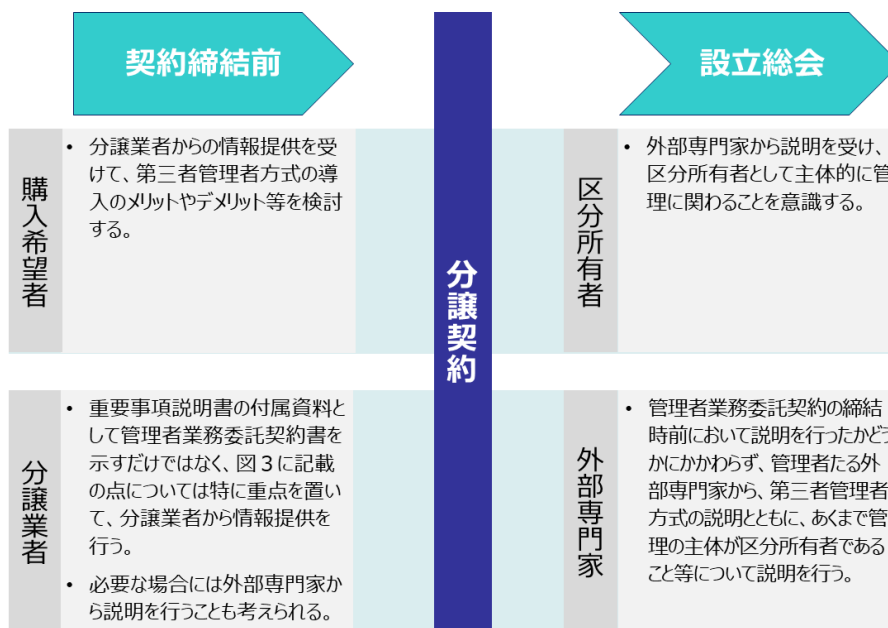 契約締結前
購入希望者
• 分譲業者からの情報提供を受
けて、第三者管理者方式の導
入のメリットやデメリット等を検討
する。
分譲業者
• 重要事項説明書の付属資料と
して管理者業務委託契約書を
示すだけではなく、図3に記載
の点については特に重点を置い
て、分譲業者から情報提供を
行う。
• 必要な場合には外部専門家か
ら説明を行うことも考えられる。
分譲契約
設立総会
区分所有者
• 外部専門家から説明を受け、
区分所有者として主体的に管
理に関わることを意識する。
外部専門家
• 管理者業務委託契約の締結
時前において説明を行ったかどう
かにかかわらず、管理者たる外
部専門家から、第三者管理者
方式の説明とともに、あくまで管
理の主体が区分所有者である
こと等について説明を行う。